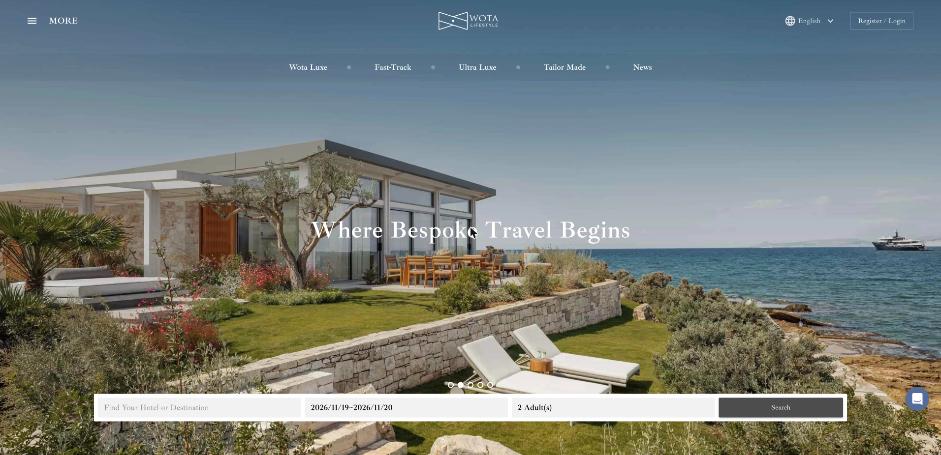 MORE
WOTA
LIFESTYLE
English
Register / Login
Wota Luxe
Fast-Track
Ultra Luxe
Tailor Made
News
Where Bespoke Travel Begins
Find Your Hotel or Destination
2026/11/19~2026/11/20
2 Adult(s)
Search